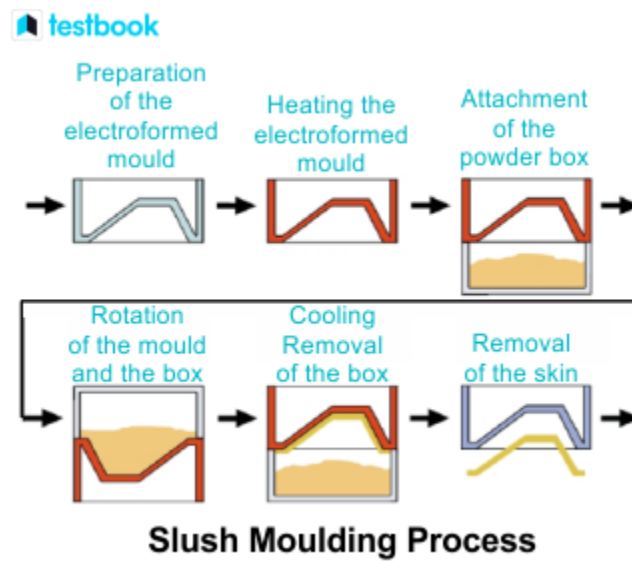 testbook
Preparation
of the
electroformed
mould
Heating the
electroformed
mould
Attachment
of the
powder box
Rotation
of the mould
and the box
Cooling
Removal
of the box
Removal
of the skin
Slush Moulding Process